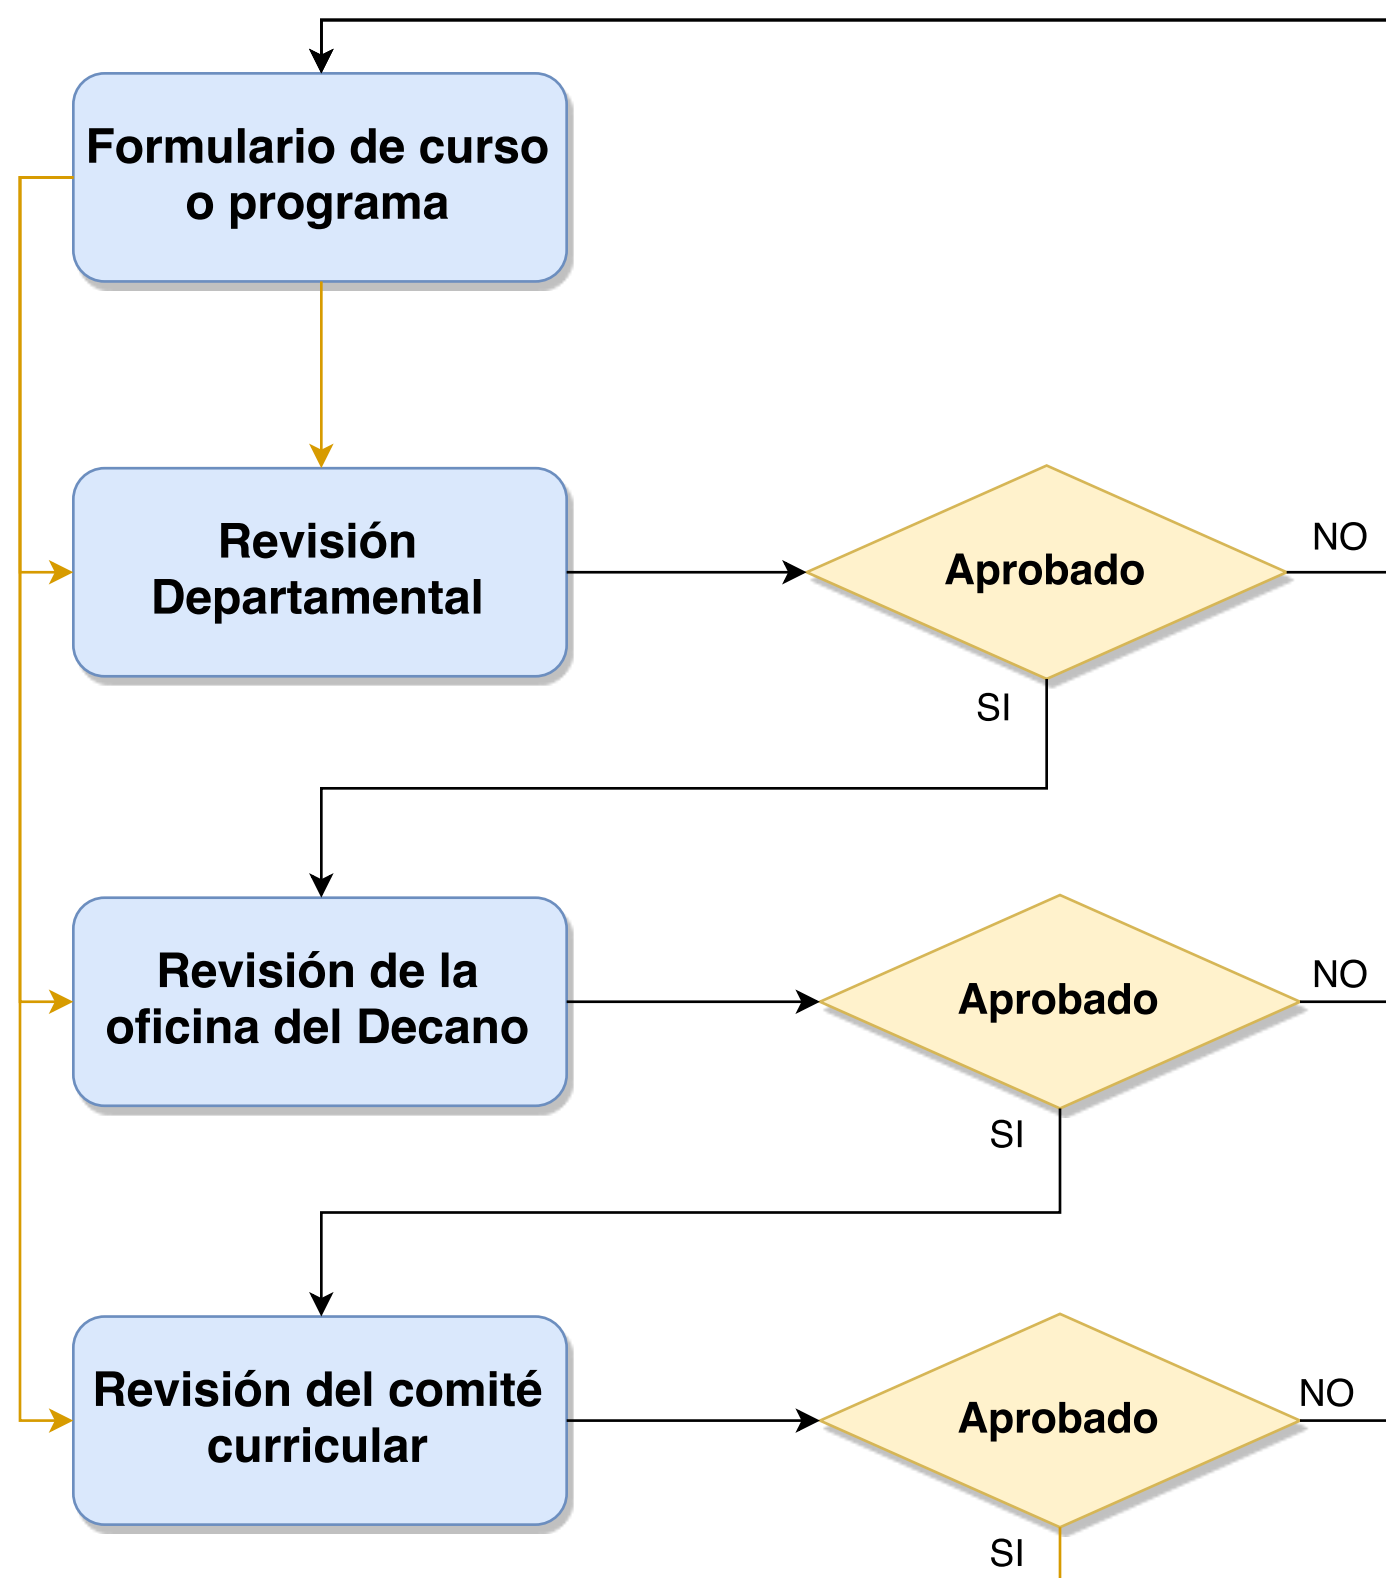 Formulario de curso
o programa
Revisión
Departamental
Aprobado
NO
SI
Revisión de la
oficina del Decano
Aprobado
NO
SI
Revisión del comité
curricular
Aprobado
NO
SI